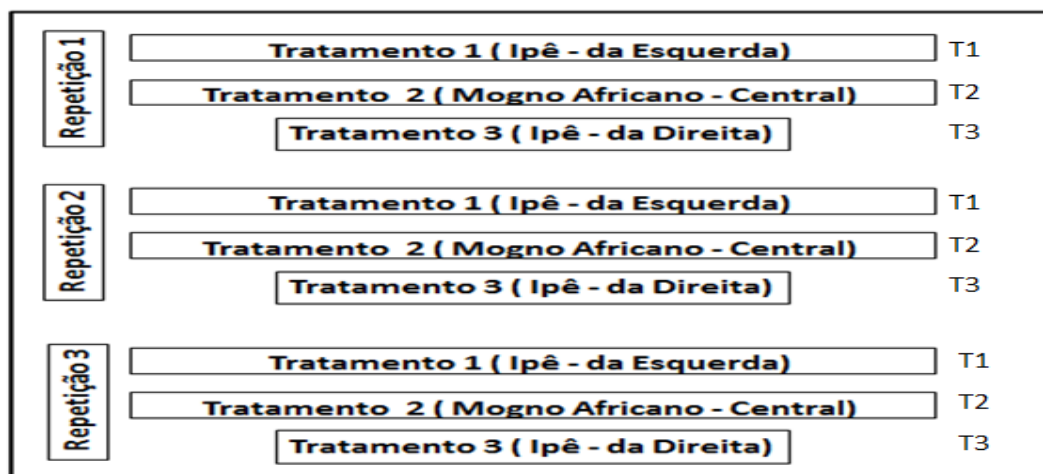 Repetição 1
Tratamento 1 ( Ipê - da Esquerda) T1
Tratamento 2 ( Mogno Africano - Central) T2
Tratamento 3 ( Ipê - da Direita) T3
Repetição 2
Tratamento 1 ( Ipê - da Esquerda) T1
Tratamento 2 ( Mogno Africano - Central) T2
Tratamento 3 ( Ipê - da Direita) T3
Repetição 3
Tratamento 1 ( Ipê - da Esquerda) T1
Tratamento 2 ( Mogno Africano - Central) T2
Tratamento 3 ( Ipê - da Direita) T3